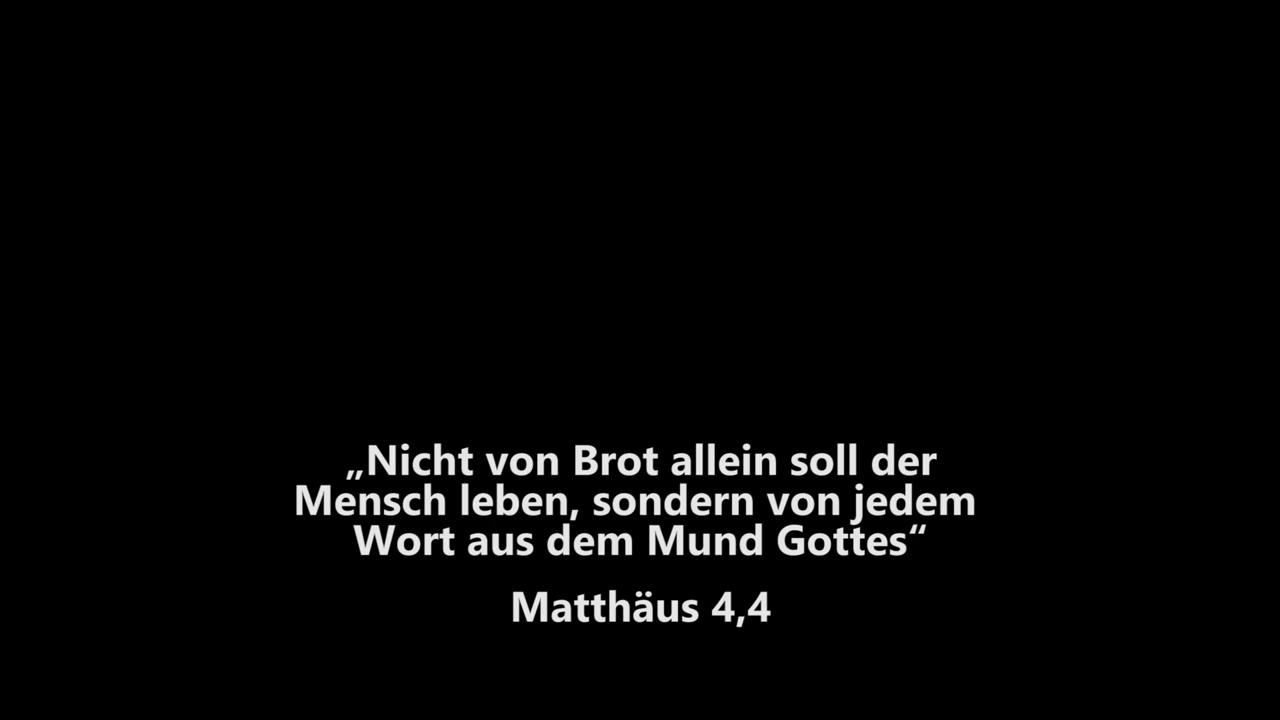 „Nicht von Brot allein soll der
Mensch leben, sondern von jedem
Wort aus dem Mund Gottes“
Matthäus 4,4